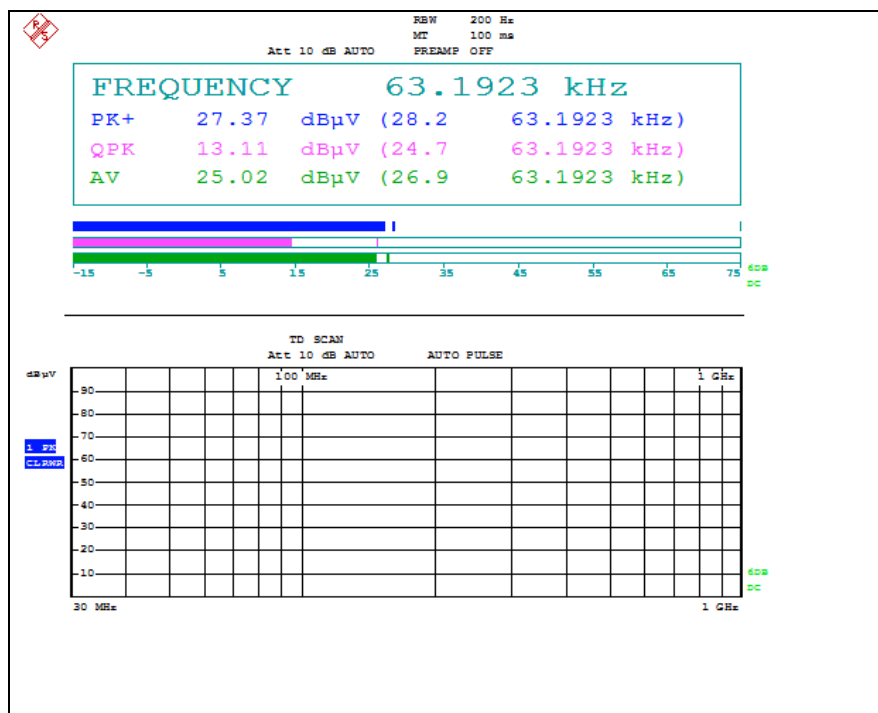 R S
RBW 200 Hz
MT 100 ms
Att 10 dB AUTO PREAMP OFF
FREQUENCY 63.1923 kHz
PK+ 27.37 dBµV (28.2 63.1923 kHz)
QPK 13.11 dBµV (24.7 63.1923 kHz)
AV 25.02 dBµV (26.9 63.1923 kHz)
-15 -5 5 15 25 35 45 55 65 75
6DB
DC
TD SCAN
Att 10 dB AUTO AUTO PULSE
dBµV
100 MHz 1 GHz
90
80
70
1 PK
CLRWR
60
50
40
30
20
10
6DB
DC
30 MHz 1 GHz